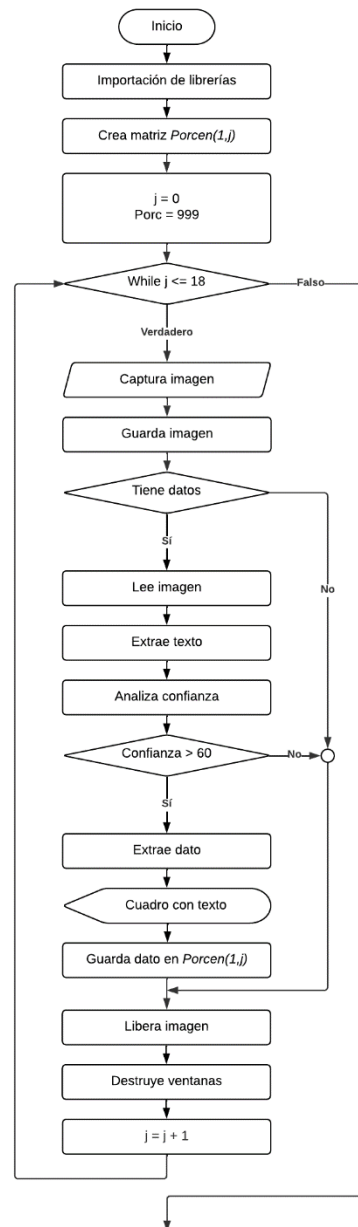 Inicio
Importación de librerías
Crea matriz Porcen(1,j)
j = 0
Porc = 999
While j <= 18
Falso
Verdadero
Captura imagen
Guarda imagen
Tiene datos
Sí
No
Lee imagen
Extrae texto
Analiza confianza
Confianza > 60
No
Sí
Extrae dato
Cuadro con texto
Guarda dato en Porcen(1,j)
Libera imagen
Destruye ventanas
j = j + 1